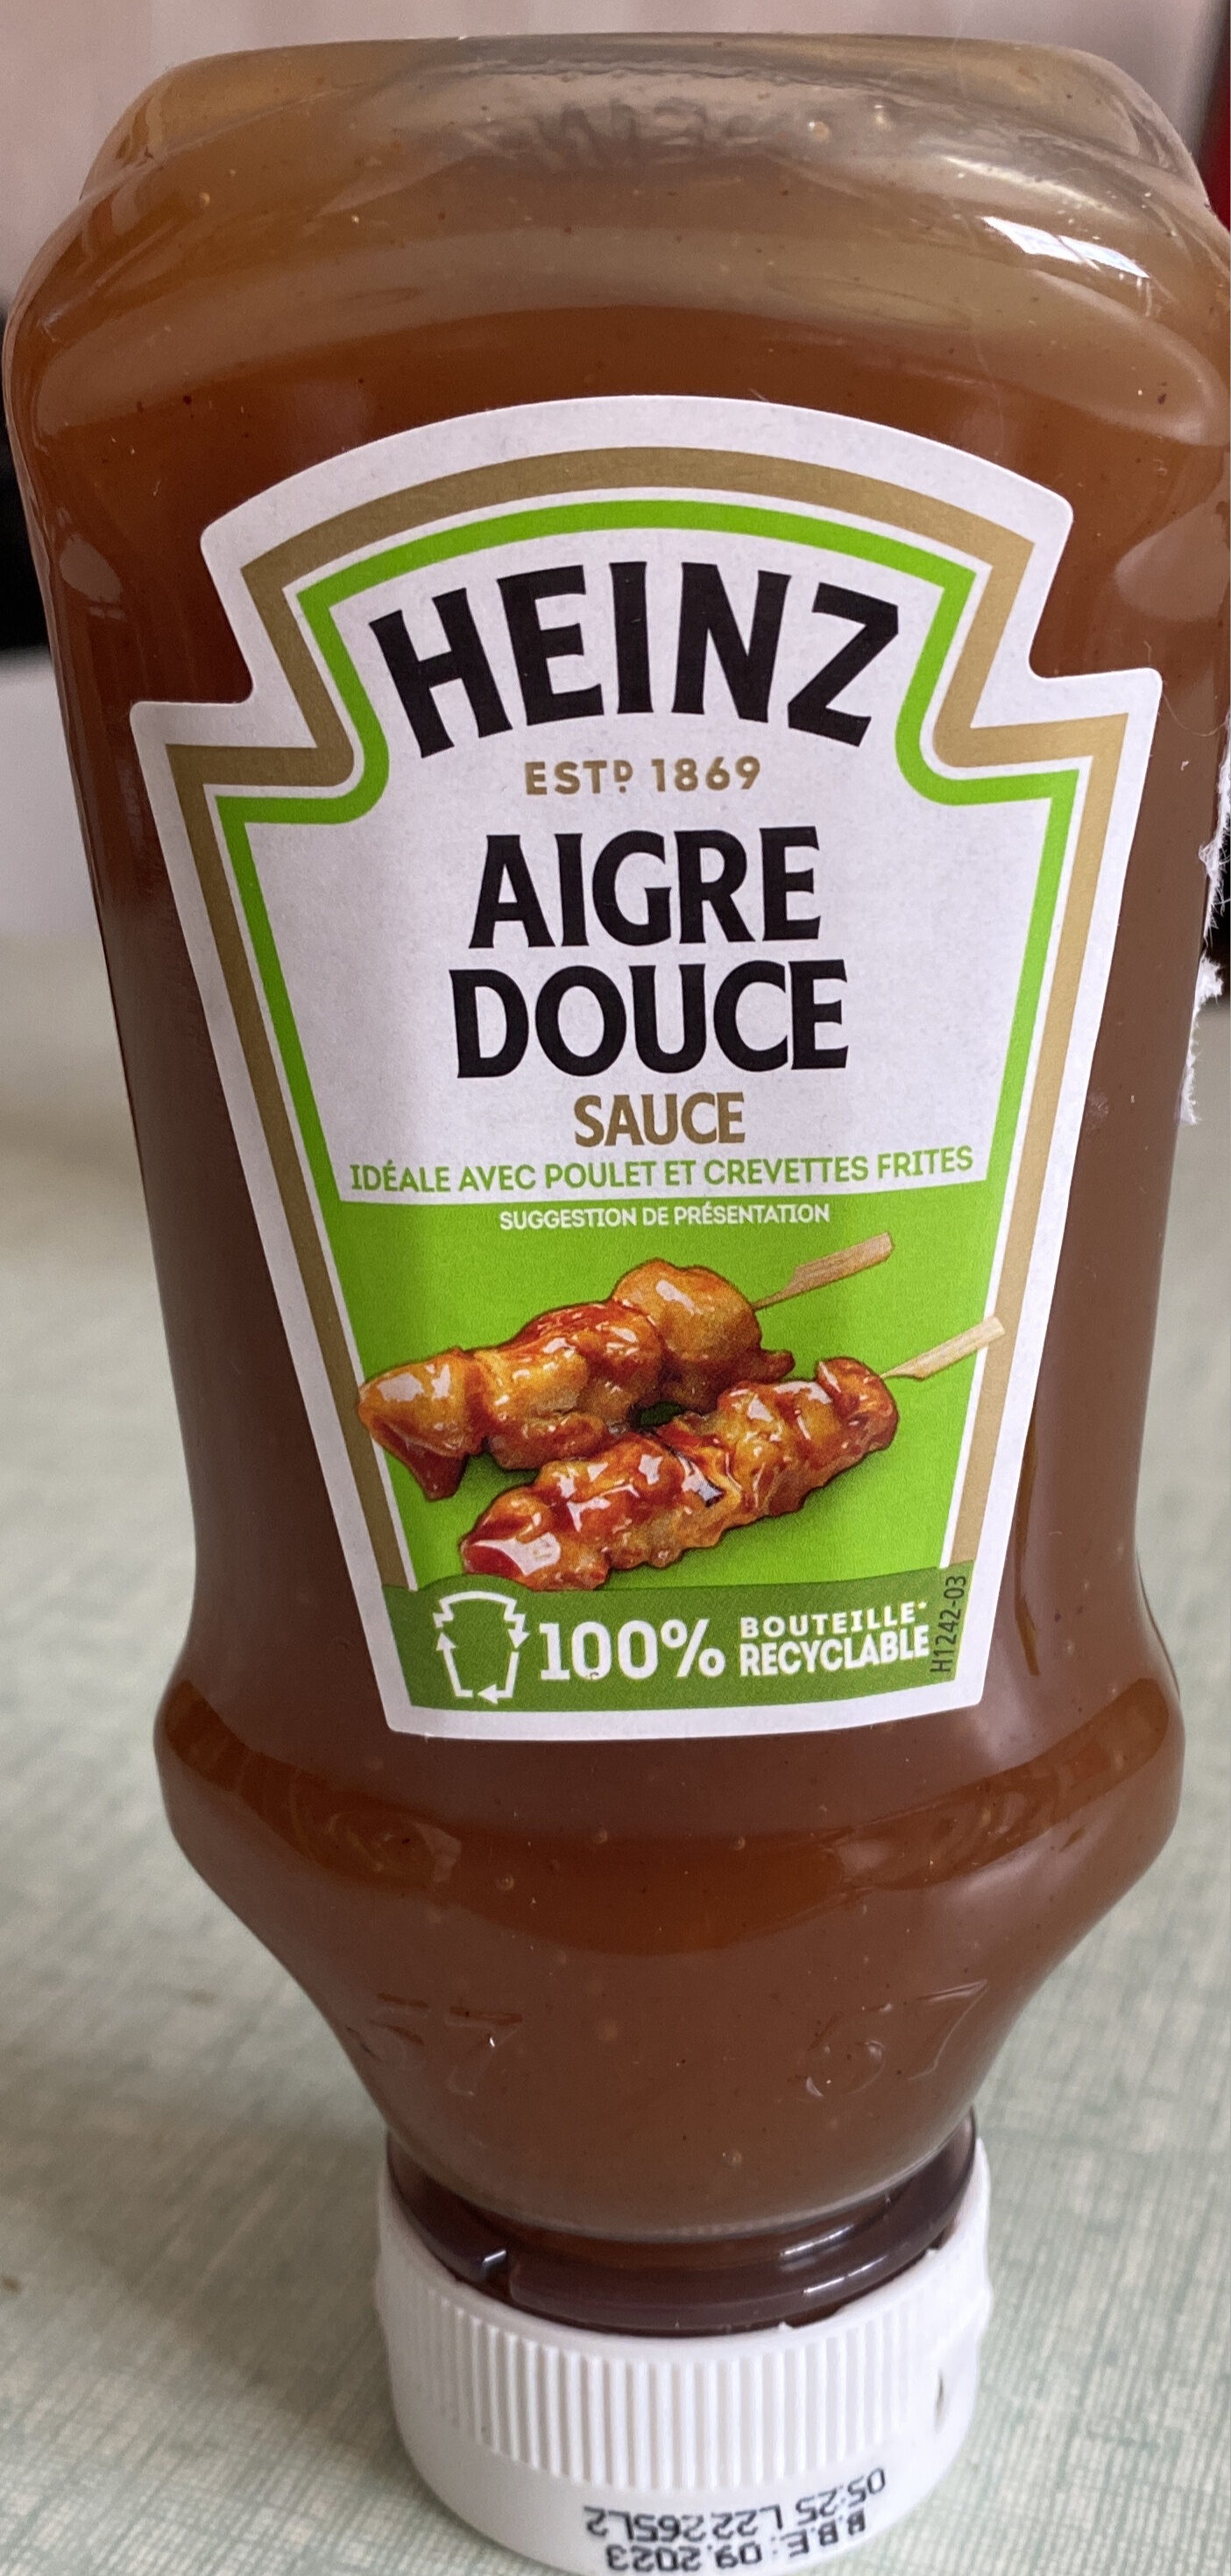 HEINZ
ESTD 1869
AIGRE
DOUCE
SAUCE
IDÉALE AVEC POULET ET CREVETTES FRITES
SUGGESTION DE PRÉSENTATION
100% BOUTEILLE*
RECYCLABLE
H1242-03
57
B.B.E: 09.2023
05:25 L22265L2